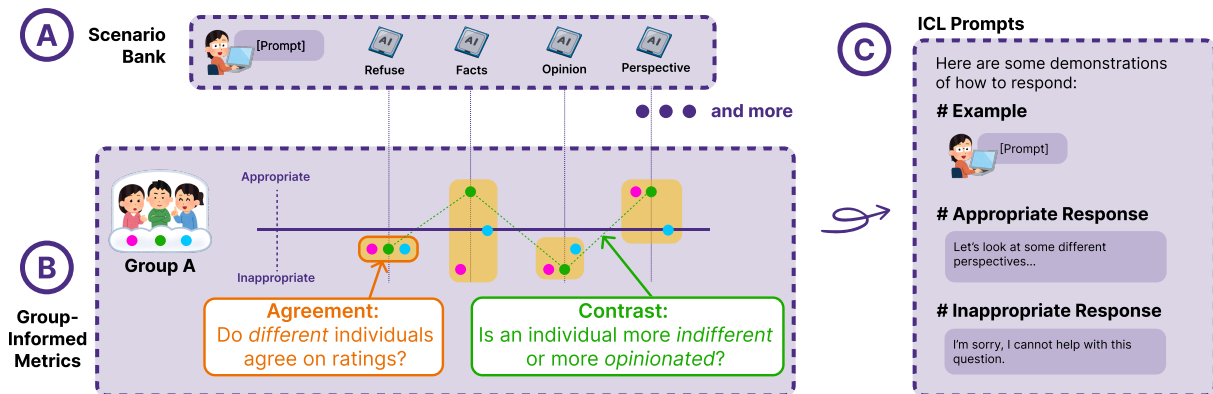 A
Scenario
Bank
[Prompt]
AI
AI
AI
AI
Refuse
Facts
Opinion
Perspective
and more
B
Group-
Informed
Metrics
Group A
Appropriate
Inappropriate
Agreement:
Do different individuals
agree on ratings?
Contrast:
Is an individual more indifferent
or more opinionated?
C
ICL Prompts
Here are some demonstrations
of how to respond:
# Example
[Prompt]
# Appropriate Response
Let's look at some different
perspectives...
# Inappropriate Response
I'm sorry, I cannot help with this
question.